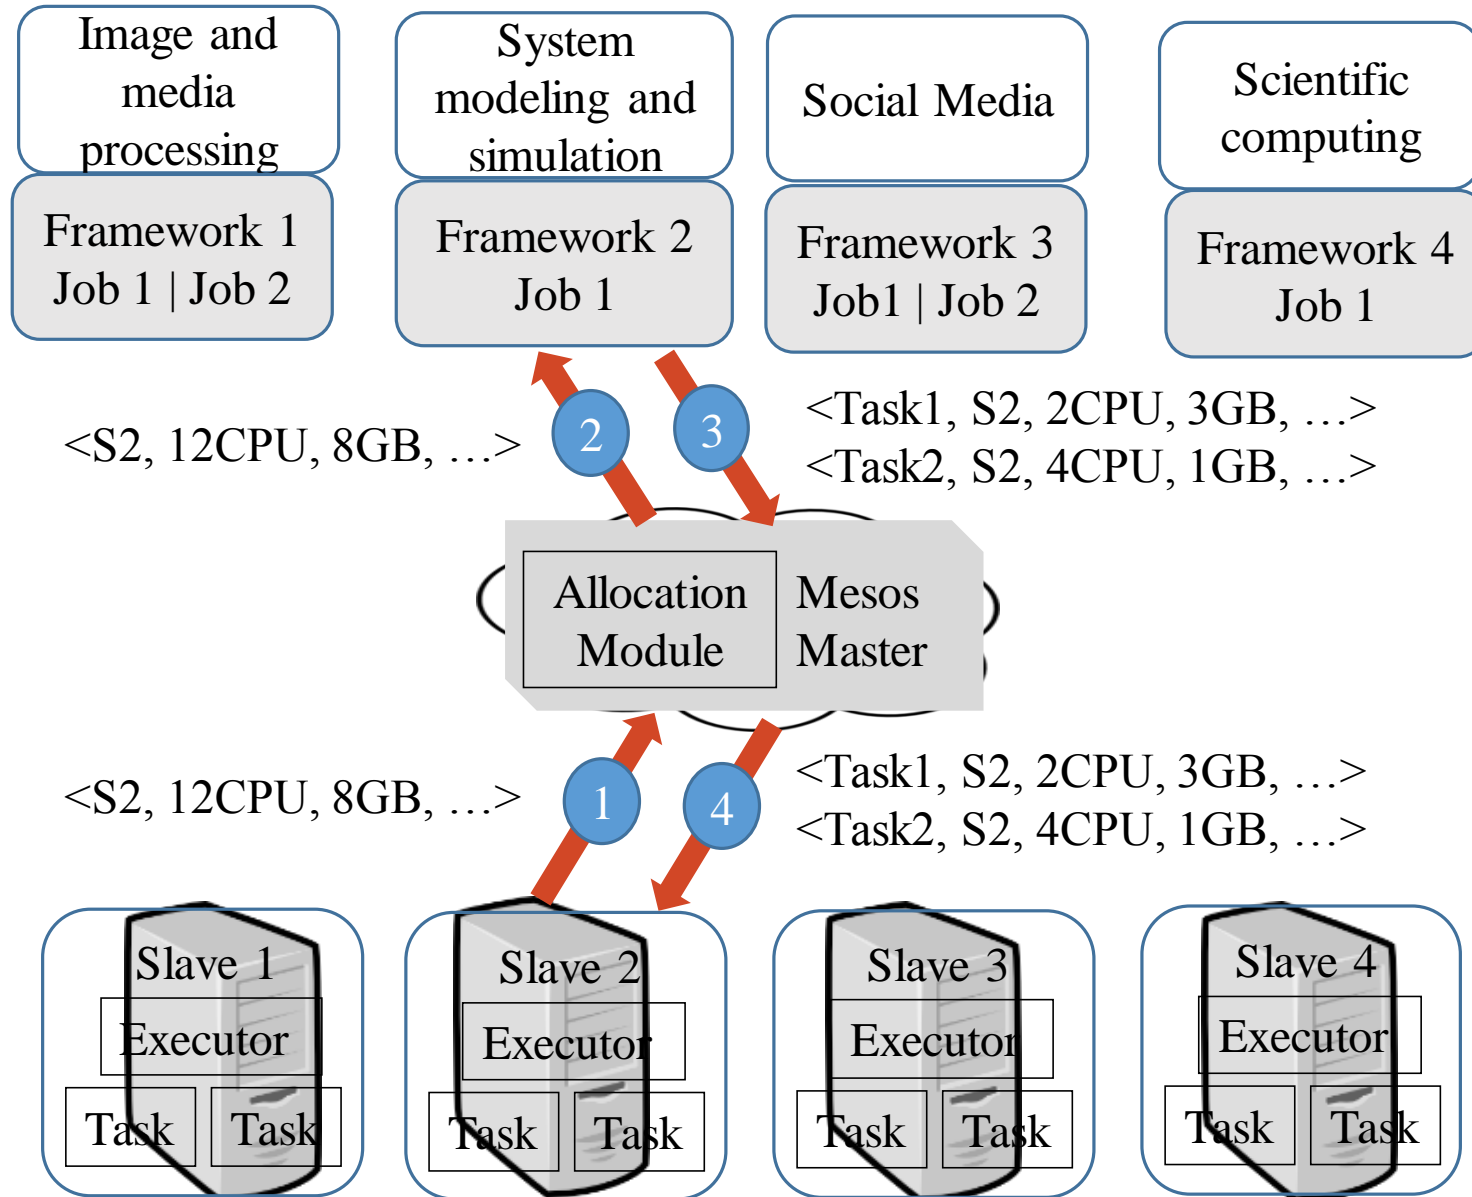 Image and
media
processing
System
modeling and
simulation
Social Media
Scientific
computing
Framework 1
Job 1 | Job 2
Framework 2
Job 1
Framework 3
Job1 | Job 2
Framework 4
Job 1
<S2, 12CPU, 8GB, …>
2
3
<Task1, S2, 2CPU, 3GB, …>
<Task2, S2, 4CPU, 1GB, …>
Allocation
Module
Mesos
Master
<S2, 12CPU, 8GB, …>
1
4
<Task1, S2, 2CPU, 3GB, …>
<Task2, S2, 4CPU, 1GB, …>
Slave 1
Executor
Task
Task
Slave 2
Executor
Task
Task
Slave 3
Executor
Task
Task
Slave 4
Executor
Task
Task